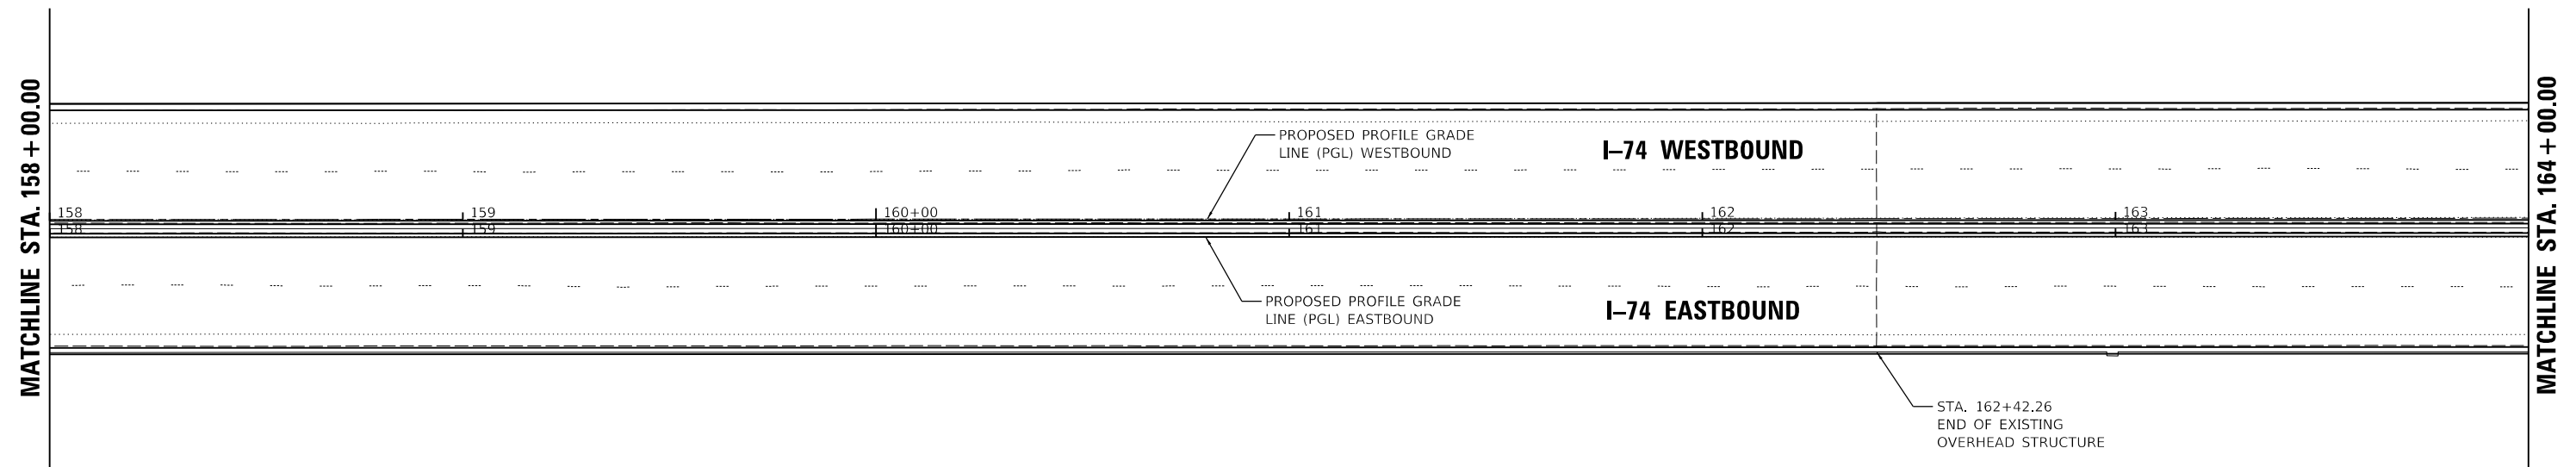 MATCHLINE STA. 158+00.00
PROPOSED PROFILE GRADE
LINE (PGL) WESTBOUND
I-74 WESTBOUND
158
159
160+00
161
162
163
158
159
160+00
161
162
163
PROPOSED PROFILE GRADE
LINE (PGL) EASTBOUND
I-74 EASTBOUND
STA. 162+42.26
END OF EXISTING
OVERHEAD STRUCTURE
MATCHLINE STA. 164+00.00